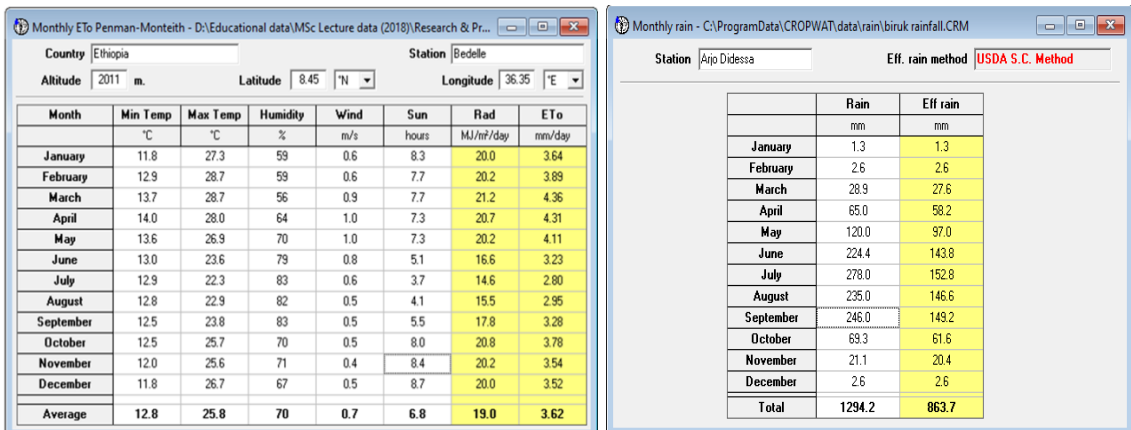 Monthly ETo Penman-Monteith - D:\Educational data\MSc Lecture data (2018)\Research & Pr...
Country Ethiopia Station Bedelle
Altitude 2011 m. Latitude 8.45 °N Longitude 36.35 °E
Month Min Temp Max Temp Humidity Wind Sun Rad ETo
°C °C % m/s hours MJ/m²/day mm/day
January 11.8 27.3 59 0.6 8.3 20.0 3.64
February 12.9 28.7 59 0.6 7.7 20.2 3.89
March 13.7 28.7 56 0.9 7.7 21.2 4.36
April 14.0 28.0 64 1.0 7.3 20.7 4.31
May 13.6 26.9 70 1.0 7.3 20.2 4.11
June 13.0 23.6 79 0.8 5.1 16.6 3.23
July 12.9 22.3 83 0.6 3.7 14.6 2.80
August 12.8 22.9 82 0.5 4.1 15.5 2.95
September 12.5 23.8 83 0.5 5.5 17.8 3.28
October 12.5 25.7 70 0.5 8.0 20.8 3.78
November 12.0 25.6 71 0.4 8.4 20.2 3.54
December 11.8 26.7 67 0.5 8.7 20.0 3.52
Average 12.8 25.8 70 0.7 6.8 19.0 3.62
Monthly rain - C:\ProgramData\CROPWAT\data\rain\biruk rainfall.CRM
Station Arjo Didessa Eff. rain method USDA S.C. Method
Rain Eff rain
mm mm
January 1.3 1.3
February 2.6 2.6
March 28.9 27.6
April 65.0 58.2
May 120.0 97.0
June 224.4 143.8
July 278.0 152.8
August 235.0 146.6
September 246.0 149.2
October 69.3 61.6
November 21.1 20.4
December 2.6 2.6
Total 1294.2 863.7